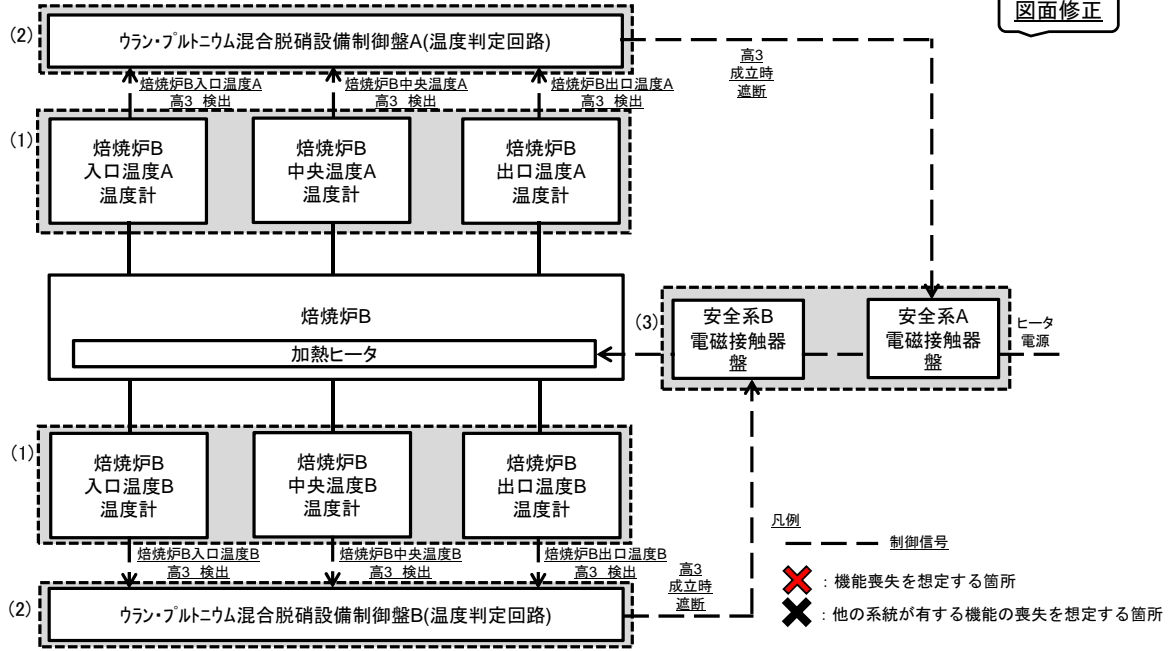 図面修正
(2)
ウラン・プルトニウム混合脱硝設備制御盤A(温度判定回路)
焙焼炉B入口温度A
高3 検出
焙焼炉B中央温度A
高3 検出
焙焼炉B出口温度A
高3 検出
高3
成立時
遮断
(1)
焙焼炉B
入口温度A
温度計
焙焼炉B
中央温度A
温度計
焙焼炉B
出口温度A
温度計
焙焼炉B
加熱ヒータ
(3)
安全系B
電磁接触器
盤
安全系A
電磁接触器
盤
ヒータ
電源
(1)
焙焼炉B
入口温度B
温度計
焙焼炉B
中央温度B
温度計
焙焼炉B
出口温度B
温度計
焙焼炉B入口温度B
高3 検出
焙焼炉B中央温度B
高3 検出
焙焼炉B出口温度B
高3 検出
高3
成立時
遮断
(2)
ウラン・プルトニウム混合脱硝設備制御盤B(温度判定回路)
凡例
制御信号
：機能喪失を想定する箇所
：他の系統が有する機能の喪失を想定する箇所